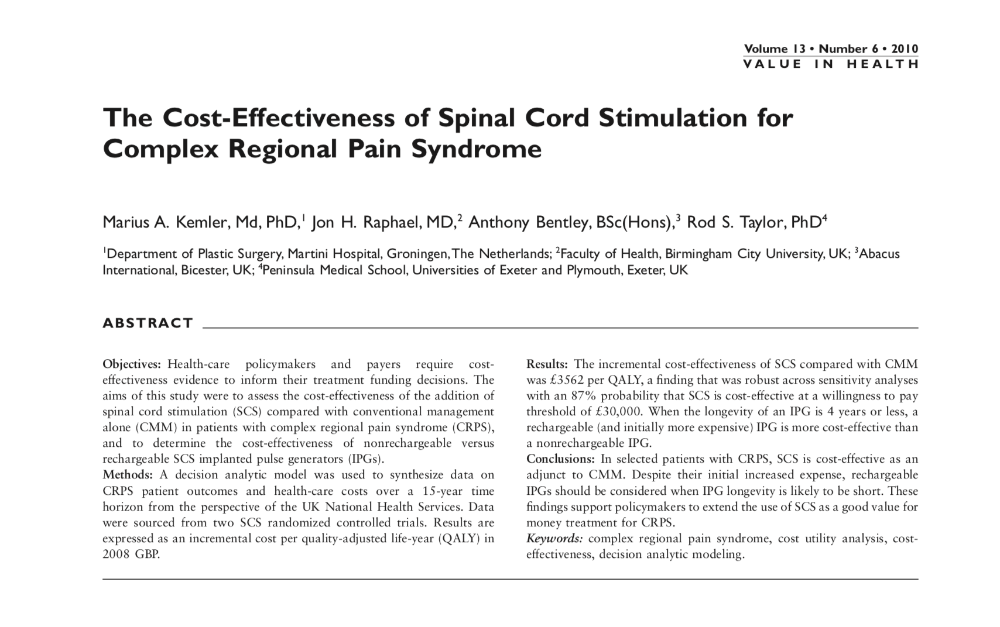 Volume 13 • Number 6 • 2010
VALUE IN HEALTH
The Cost-Effectiveness of Spinal Cord Stimulation for
Complex Regional Pain Syndrome
Marius A. Kemler, Md, PhD,¹ Jon H. Raphael, MD,² Anthony Bentley, BSc(Hons),³ Rod S. Taylor, PhD⁴
¹Department of Plastic Surgery, Martini Hospital, Groningen, The Netherlands; ²Faculty of Health, Birmingham City University, UK; ³Abacus
International, Bicester, UK; ⁴Peninsula Medical School, Universities of Exeter and Plymouth, Exeter, UK
ABSTRACT
Objectives: Health-care policymakers and payers require cost-
effectiveness evidence to inform their treatment funding decisions. The
aims of this study were to assess the cost-effectiveness of the addition of
spinal cord stimulation (SCS) compared with conventional management
alone (CMM) in patients with complex regional pain syndrome (CRPS),
and to determine the cost-effectiveness of nonrechargeable versus
rechargeable SCS implanted pulse generators (IPGs).
Methods: A decision analytic model was used to synthesize data on
CRPS patient outcomes and health-care costs over a 15-year time
horizon from the perspective of the UK National Health Services. Data
were sourced from two SCS randomized controlled trials. Results are
expressed as an incremental cost per quality-adjusted life-year (QALY) in
2008 GBP.
Results: The incremental cost-effectiveness of SCS compared with CMM
was £3562 per QALY, a finding that was robust across sensitivity analyses
with an 87% probability that SCS is cost-effective at a willingness to pay
threshold of £30,000. When the longevity of an IPG is 4 years or less, a
rechargeable (and initially more expensive) IPG is more cost-effective than
a nonrechargeable IPG.
Conclusions: In selected patients with CRPS, SCS is cost-effective as an
adjunct to CMM. Despite their initial increased expense, rechargeable
IPGs should be considered when IPG longevity is likely to be short. These
findings support policymakers to extend the use of SCS as a good value for
money treatment for CRPS.
Keywords: complex regional pain syndrome, cost utility analysis, cost-
effectiveness, decision analytic modeling.